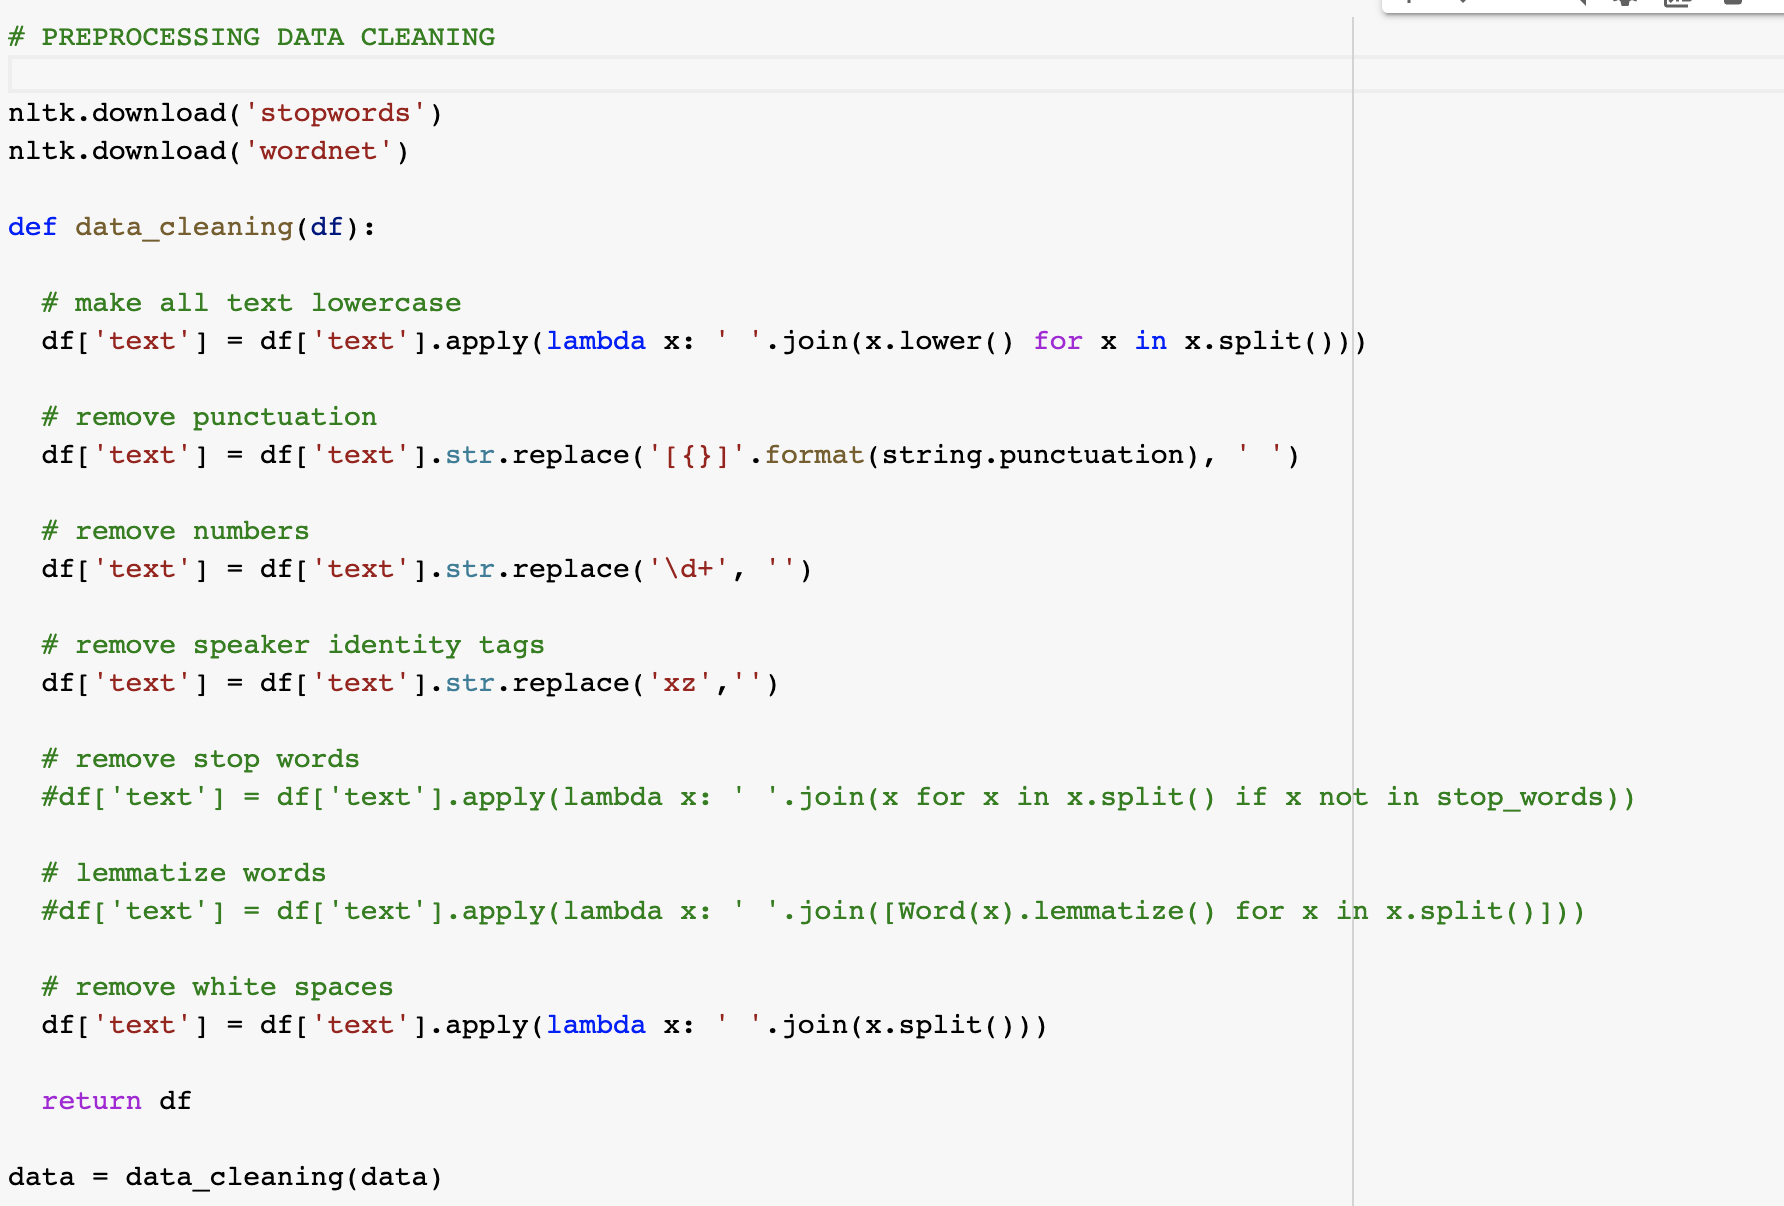 # PREPROCESSING DATA CLEANING
nltk.download('stopwords')
nltk.download('wordnet')
def data_cleaning(df):
# make all text lowercase
df['text'] = df['text'].apply(lambda x: ' '.join(x.lower() for x in x.split()))
# remove punctuation
df['text'] = df['text'].str.replace('[{}]'.format(string.punctuation), ' ')
# remove numbers
df['text'] = df['text'].str.replace('\d+', '')
# remove speaker identity tags
df['text'] = df['text'].str.replace('xz','')
# remove stop words
#df['text'] = df['text'].apply(lambda x: ' '.join(x for x in x.split() if x not in stop_words))
# lemmatize words
#df['text'] = df['text'].apply(lambda x: ' '.join([Word(x).lemmatize() for x in x.split()]))
# remove white spaces
df['text'] = df['text'].apply(lambda x: ' '.join(x.split()))
return df
data = data_cleaning(data)